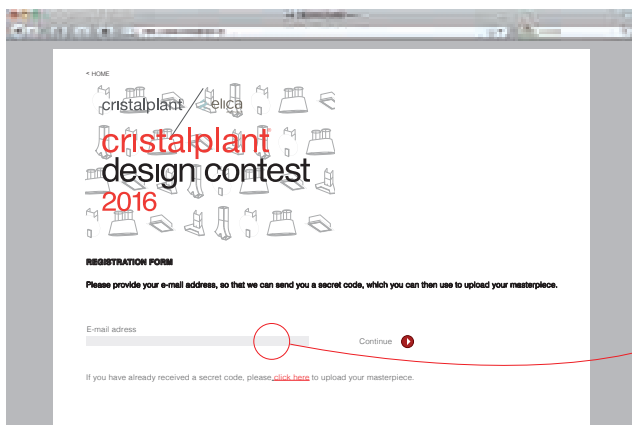 < HOME
cristalplant elica
cristalplant
design contest
2016
REGISTRATION FORM
Please provide your e-mail address, so that we can send you a secret code, which you can then use to upload your masterpiece.
E-mail adress
Continue
If you have already received a secret code, please click here to upload your masterpiece.